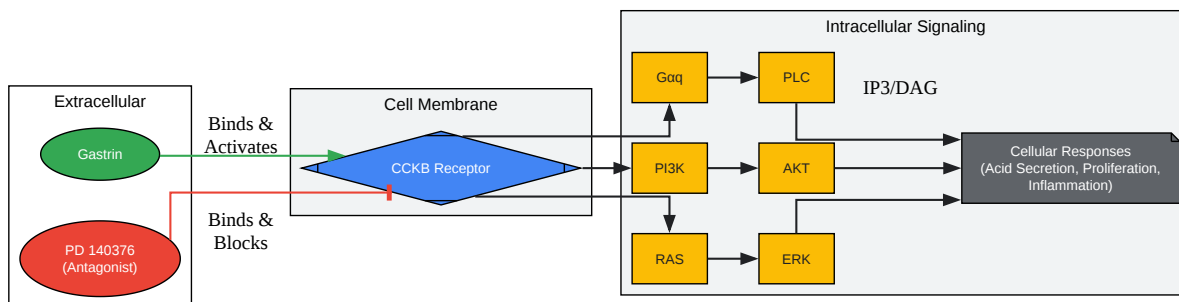 Extracellular
Gastrin
PD 140376
(Antagonist)
Binds &
Activates
Binds &
Blocks
Cell Membrane
CCKB Receptor
Intracellular Signaling
Gαq
PLC
IP3/DAG
PI3K
AKT
RAS
ERK
Cellular Responses
(Acid Secretion, Proliferation,
Inflammation)